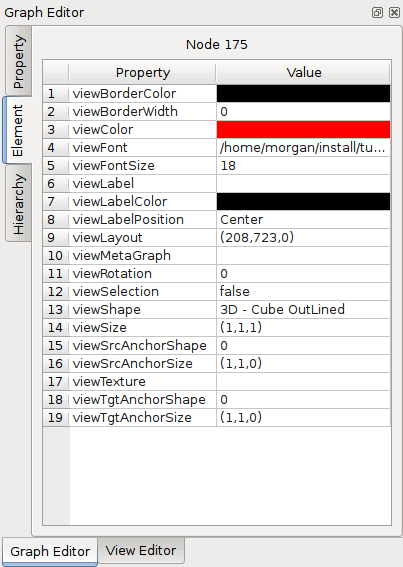 Graph Editor
Node 175
Property
Element
Hierarchy
Property Value
1 viewBorderColor
2 viewBorderWidth 0
3 viewColor
4 viewFont /home/morgan/install/tu...
5 viewFontSize 18
6 viewLabel
7 viewLabelColor
8 viewLabelPosition Center
9 viewLayout (208,723,0)
10 viewMetaGraph
11 viewRotation 0
12 viewSelection false
13 viewShape 3D - Cube OutLined
14 viewSize (1,1,1)
15 viewSrcAnchorShape 0
16 viewSrcAnchorSize (1,1,0)
17 viewTexture
18 viewTgtAnchorShape 0
19 viewTgtAnchorSize (1,1,0)
Graph Editor View Editor